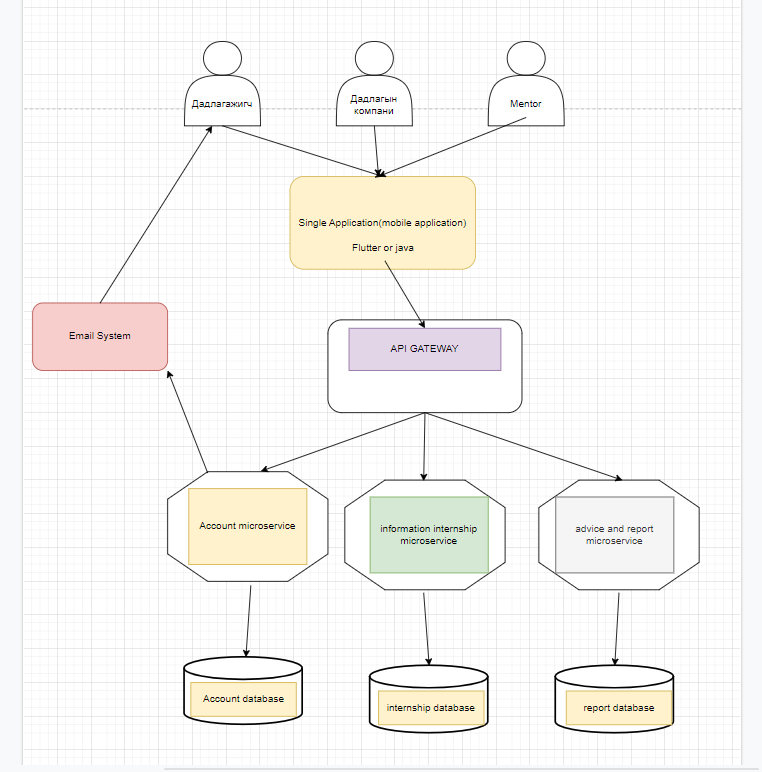 Дадлагажигч
Дадлагын
компани
Mentor
Single Application(mobile application)
Flutter or java
Email System
API GATEWAY
Account microservice
information internship
microservice
advice and report
microservice
Account database
internship database
report database